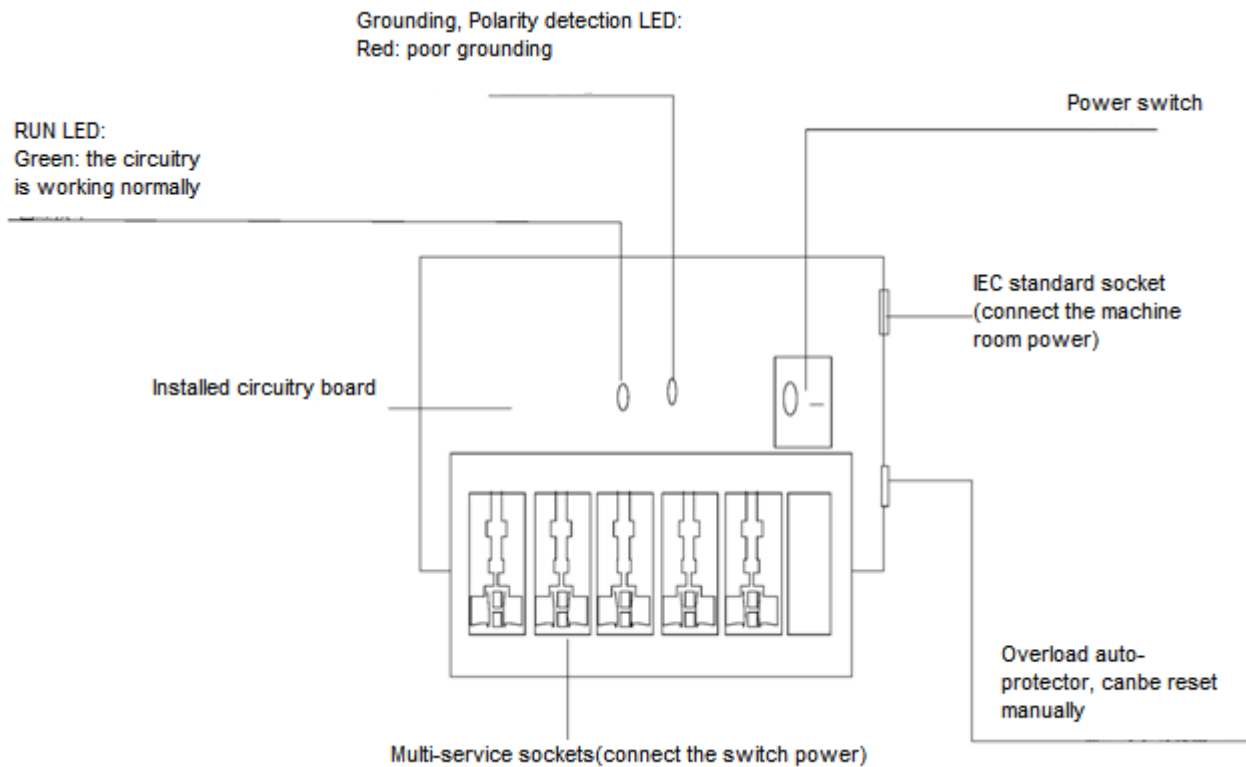 Grounding, Polarity detection LED:
Red: poor grounding
Power switch
RUN LED:
Green: the circuitry
is working normally
IEC standard socket
(connect the machine
room power)
Installed circuitry board
Overload auto-
protector, canbe reset
manually
Multi-service sockets(connect the switch power)